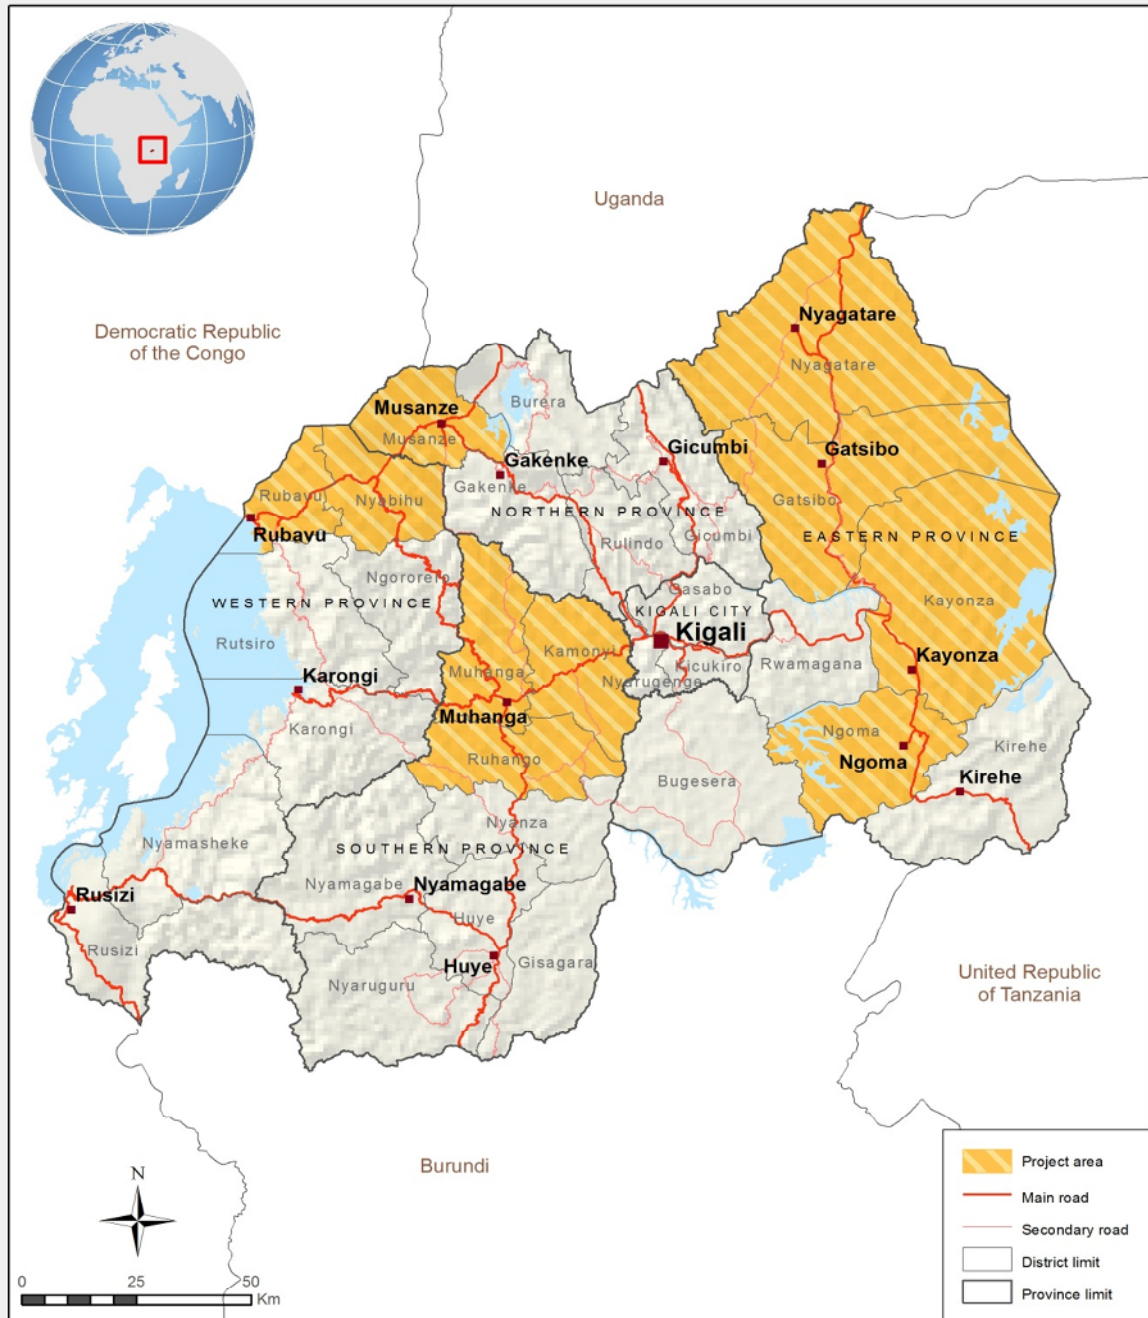 Uganda
Democratic Republic
of the Congo
Nyagatare
Nyagatare
Burera
Musanze
Musanze
Gicumbi
Gatsibo
Gakenke
Gakenke
Rubavu
Nyabihu
Gatsibo
NORTHERN PROVINCE
Rubavu
Rulindo
Gicumbi
EASTERN PROVINCE
Ngororero
Gasabo
WESTERN PROVINCE
KIGALI CITY
Kayonza
Kigali
Rutsiro
Kamonyi
Kicukiro
Rwamagana
Kayonza
Karongi
Muhanga
Nyarugenge
Muhanga
Karongi
Ngoma
Kirehe
Ruhango
Ngoma
Bugesera
Kirehe
Nyanza
Nyamasheke
SOUTHERN PROVINCE
Nyamagabe
Nyamagabe
Rusizi
Huye
Rusizi
Huye
Gisagara
Nyaruguru
United Republic
of Tanzania
Burundi
N
0 25 50
Km
Project area
Main road
Secondary road
District limit
Province limit